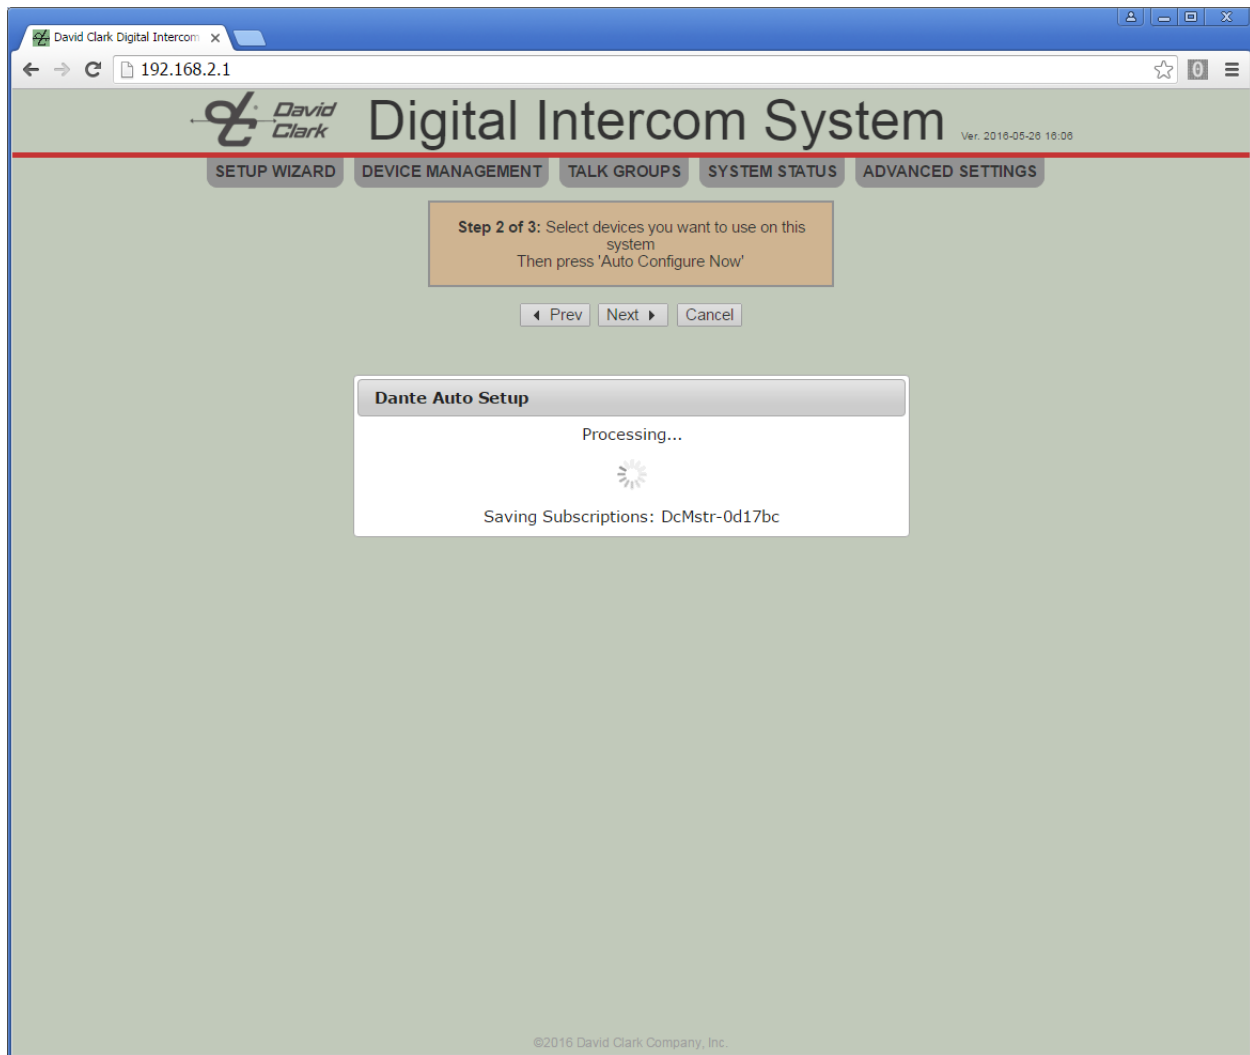 David Clark Digital Intercom
192.168.2.1
David
Clark
Digital Intercom System
Ver. 2016-05-26 16:06
SETUP WIZARD
DEVICE MANAGEMENT
TALK GROUPS
SYSTEM STATUS
ADVANCED SETTINGS
Step 2 of 3: Select devices you want to use on this
system
Then press 'Auto Configure Now'
Prev
Next
Cancel
Dante Auto Setup
Processing...
Saving Subscriptions: DcMstr-0d17bc
©2016 David Clark Company, Inc.